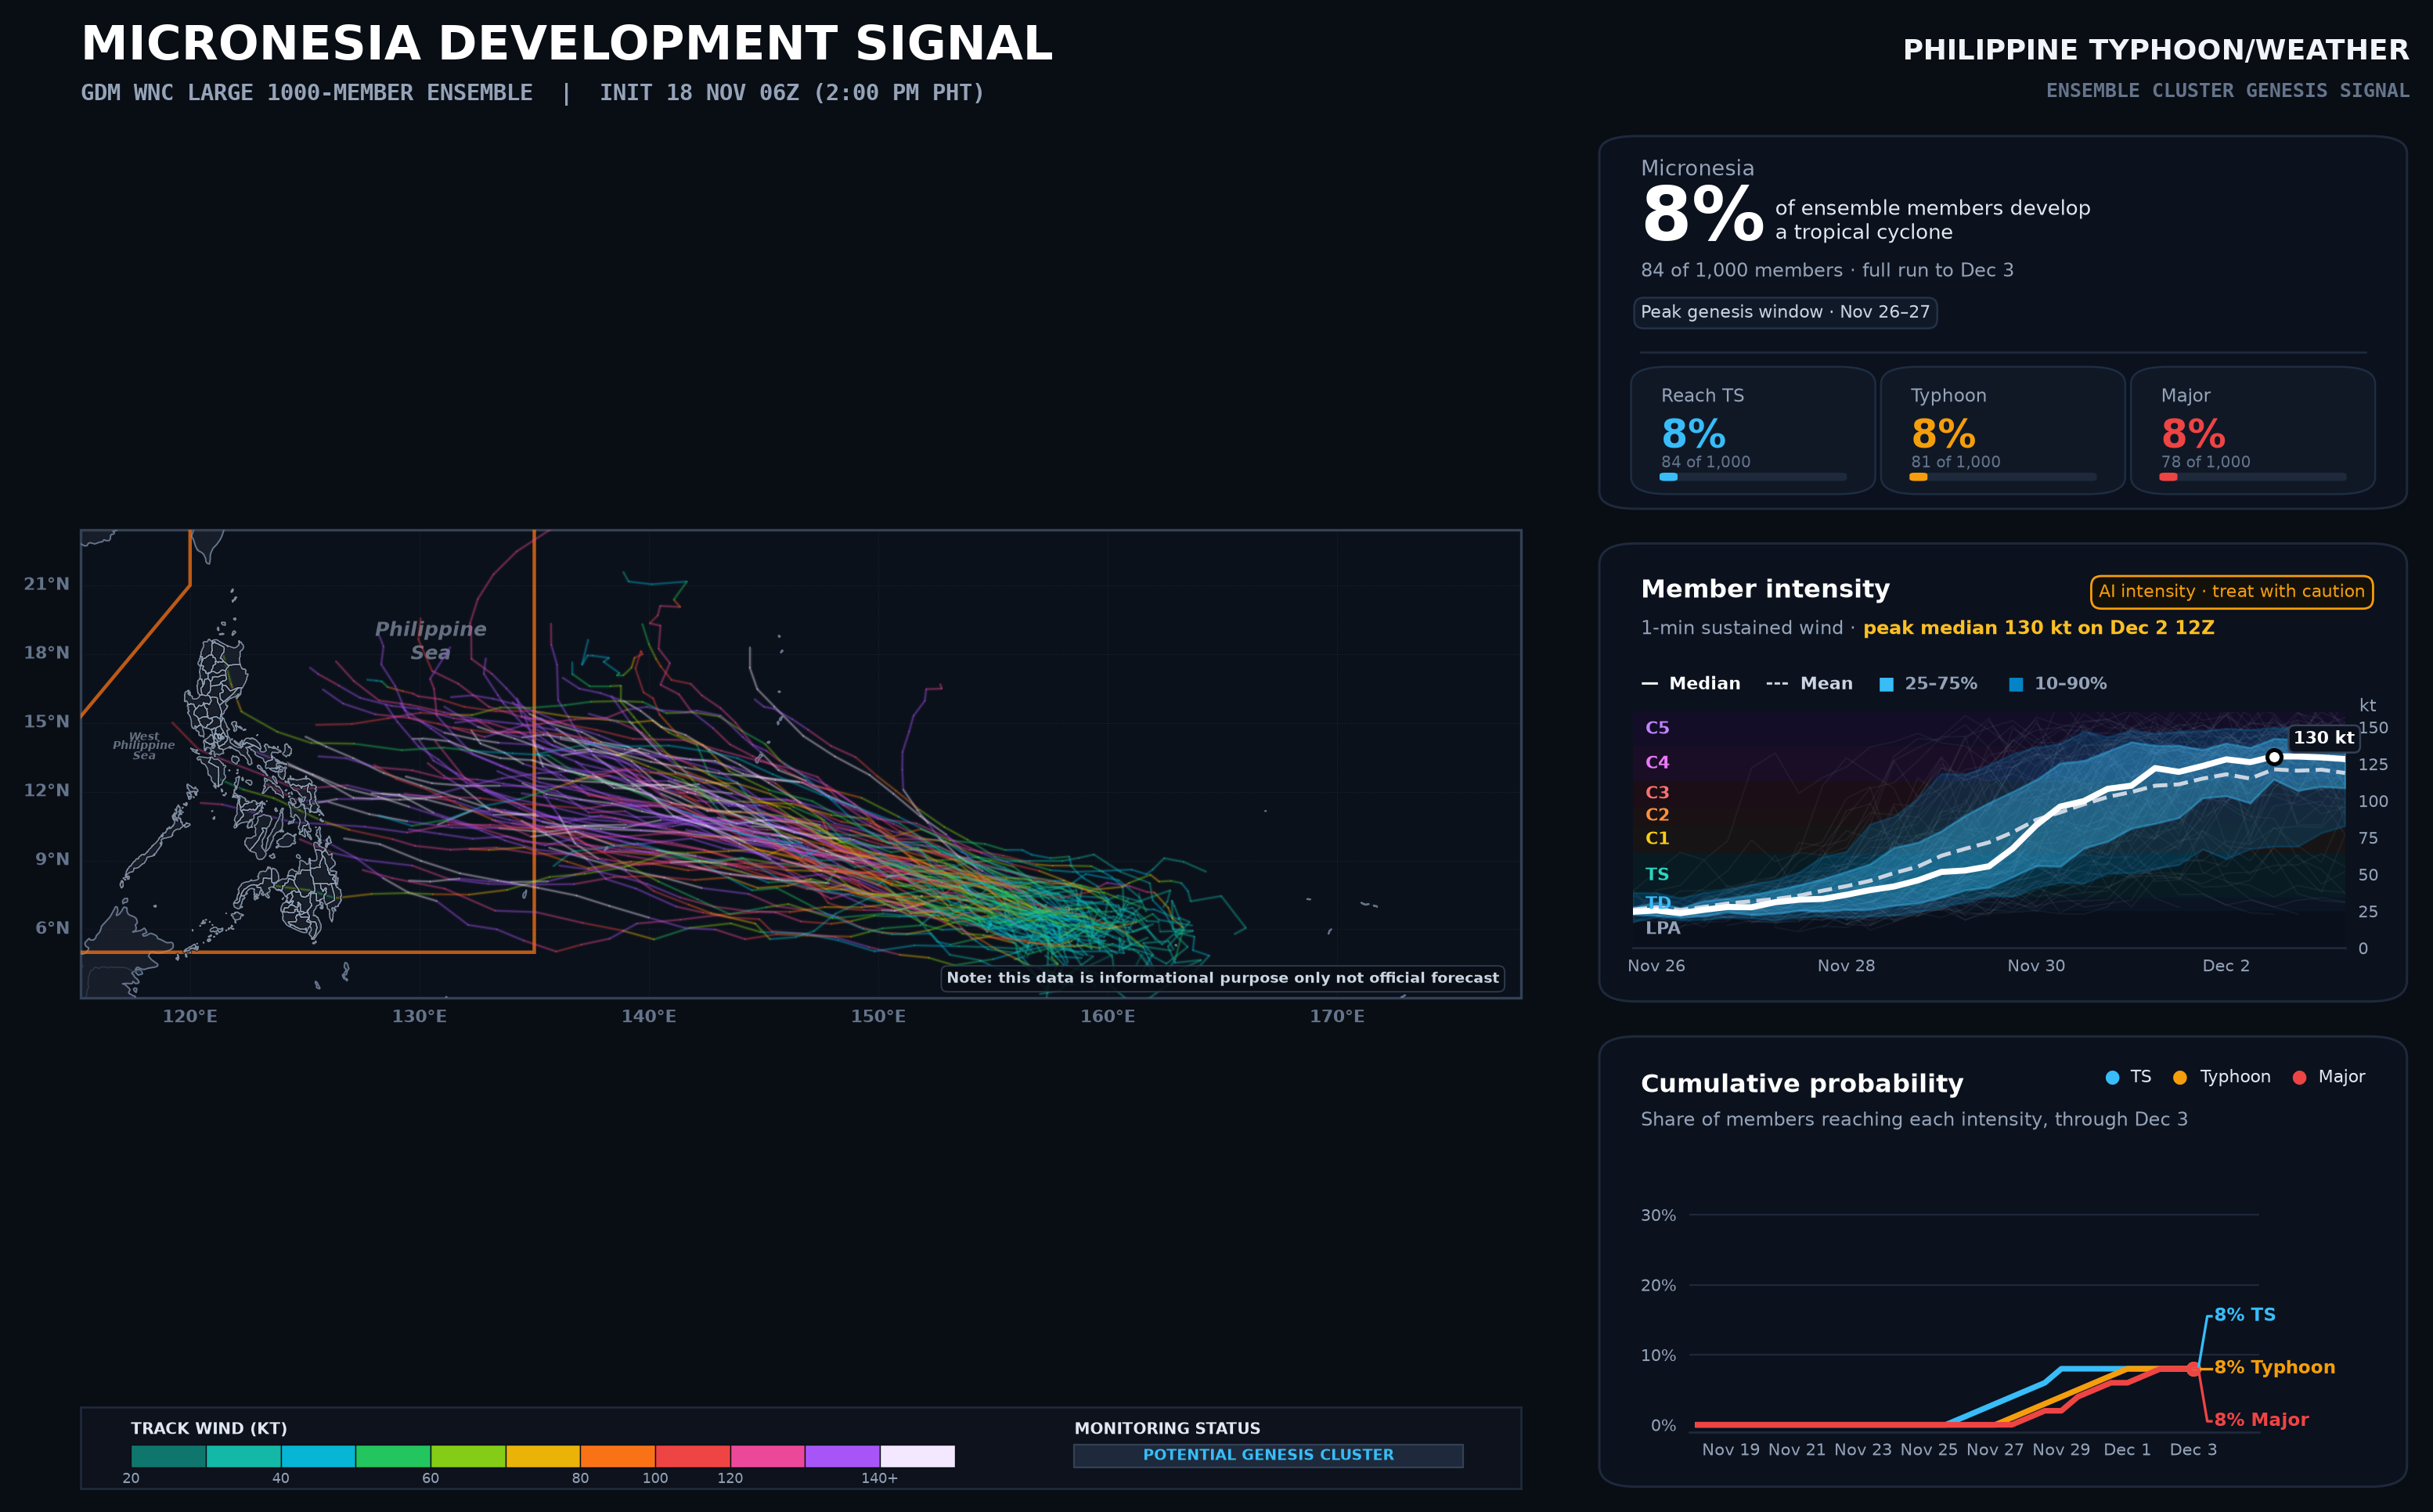 MICRONESIA DEVELOPMENT SIGNAL
GDM WNC LARGE 1000-MEMBER ENSEMBLE | INIT 18 NOV 06Z (2:00 PM PHT)
PHILIPPINE TYPHOON/WEATHER
ENSEMBLE CLUSTER GENESIS SIGNAL
Micronesia
8% of ensemble members develop
a tropical cyclone
84 of 1,000 members · full run to Dec 3
Peak genesis window · Nov 26–27
Reach TS
8%
84 of 1,000
Typhoon
8%
81 of 1,000
Major
8%
78 of 1,000
21°N
18°N
15°N
12°N
9°N
6°N
Philippine
Sea
West
Philippine
Sea
Note: this data is informational purpose only not official forecast
120°E 130°E 140°E 150°E 160°E 170°E
Member intensity
AI intensity · treat with caution
1-min sustained wind · peak median 130 kt on Dec 2 12Z
Median Mean 25–75% 10–90%
kt
C5
C4
C3
C2
C1
TS
TD
LPA
130 kt
150
125
100
75
50
25
0
Nov 26 Nov 28 Nov 30 Dec 2
Cumulative probability
TS Typhoon Major
Share of members reaching each intensity, through Dec 3
30%
20%
10%
0%
8% TS
8% Typhoon
8% Major
Nov 19 Nov 21 Nov 23 Nov 25 Nov 27 Nov 29 Dec 1 Dec 3
TRACK WIND (KT)
20 40 60 80 100 120 140+
MONITORING STATUS
POTENTIAL GENESIS CLUSTER